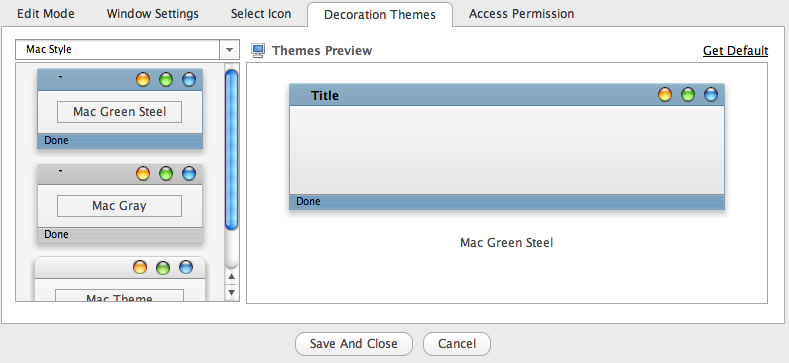 Edit Mode Window Settings Select Icon Decoration Themes Access Permission
Mac Style
Themes Preview
Get Default
-
Mac Green Steel
Done
-
Mac Gray
Done
Mac Theme
Title
Done
Mac Green Steel
Save And Close Cancel